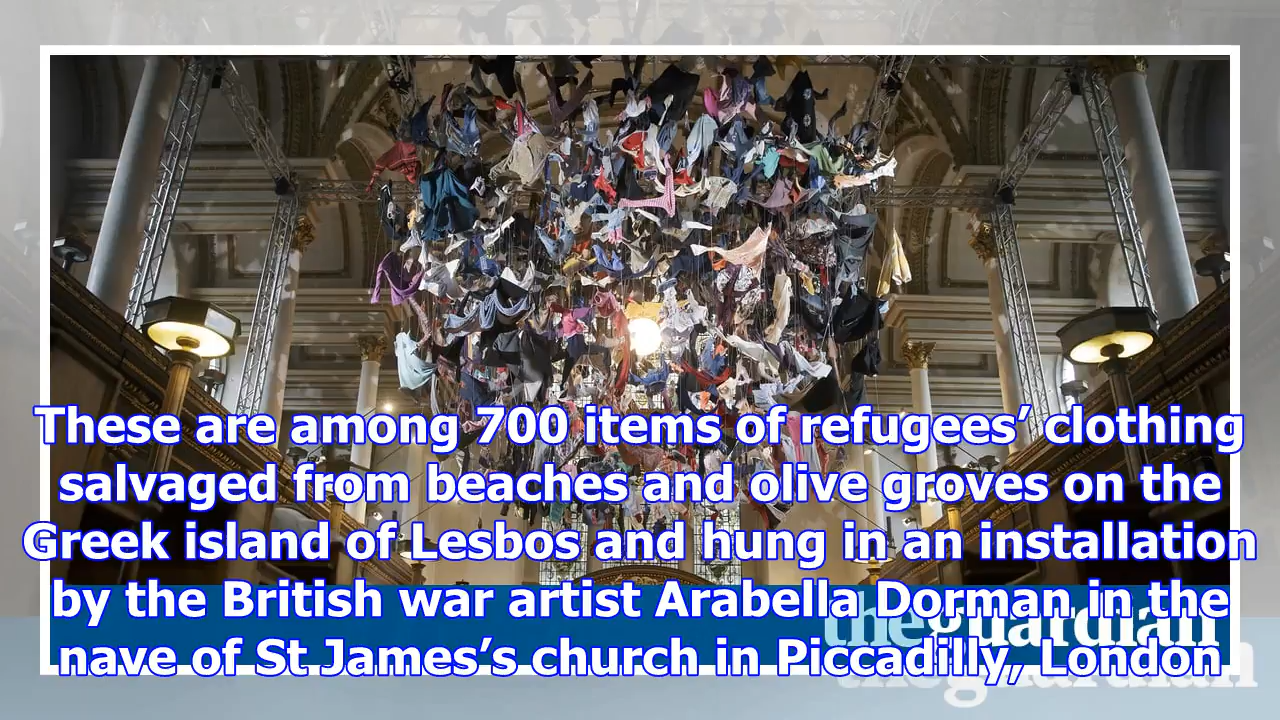 These are among 700 items of refugees’ clothing
salvaged from beaches and olive groves on the
Greek island of Lesbos and hung in an installation
by the British war artist Arabella Dorman in the
nave of St James’s church in Piccadilly, London
theguardian
theguardian